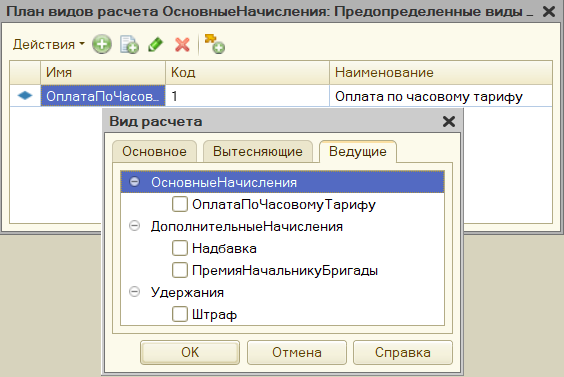 План видов расчета ОсновныеНачисления: Предопределенные виды _
Действия
Имя Код Наименование
ОплатаПоЧасов... 1 Оплата по часовому тарифу
Вид расчета
Основное Вытесняющие Ведущие
ОсновныеНачисления
ОплатаПоЧасовомуТарифу
ДополнительныеНачисления
Надбавка
ПремияНачальникуБригады
Удержания
Штраф
OK Отмена Справка